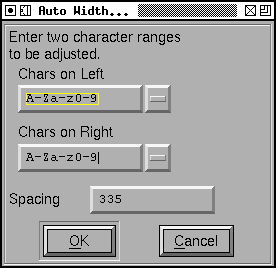 Auto Width...
Enter two character ranges
to be adjusted.
Chars on Left
A-Za-z0-9
Chars on Right
A-Za-z0-9
Spacing
335
OK
Cancel